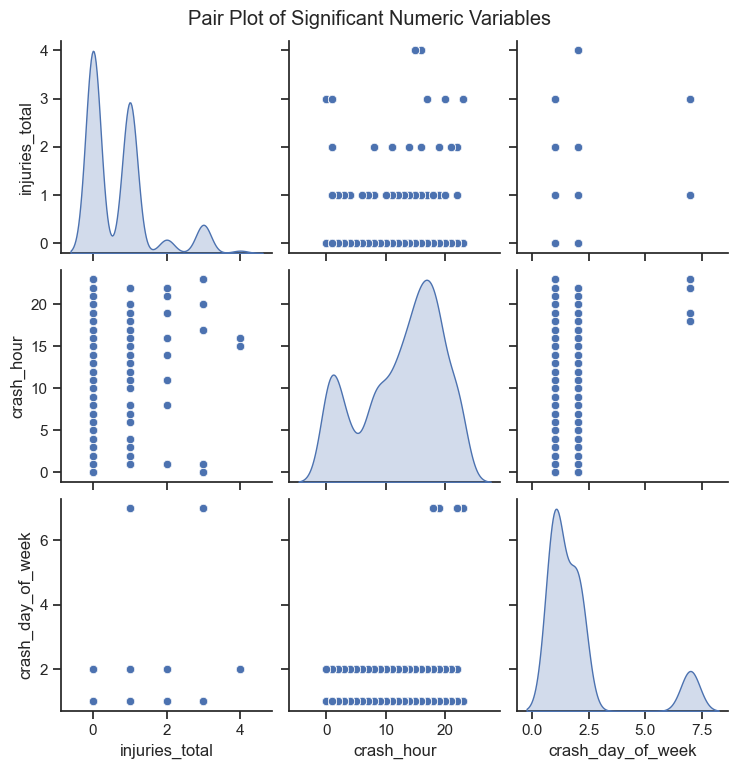 Pair Plot of Significant Numeric Variables
4
3
2
1
0
injuries_total
20
15
10
5
0
crash_hour
6
4
2
crash_day_of_week
0 2 4
0 10 20
0.0 2.5 5.0 7.5
injuries_total crash_hour crash_day_of_week